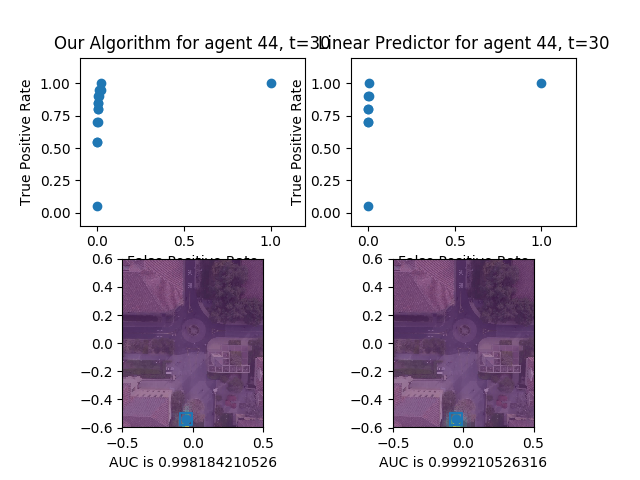 Our Algorithm for agent 44, t=30
Linear Predictor for agent 44, t=30
True Positive Rate
1.00
0.75
0.50
0.25
0.00
0.0 0.5 1.0
False Positive Rate
True Positive Rate
1.00
0.75
0.50
0.25
0.00
0.0 0.5 1.0
False Positive Rate
0.6
0.4
0.2
0.0
−0.2
−0.4
−0.6
−0.5 0.0 0.5
AUC is 0.998184210526
0.6
0.4
0.2
0.0
−0.2
−0.4
−0.6
−0.5 0.0 0.5
AUC is 0.999210526316